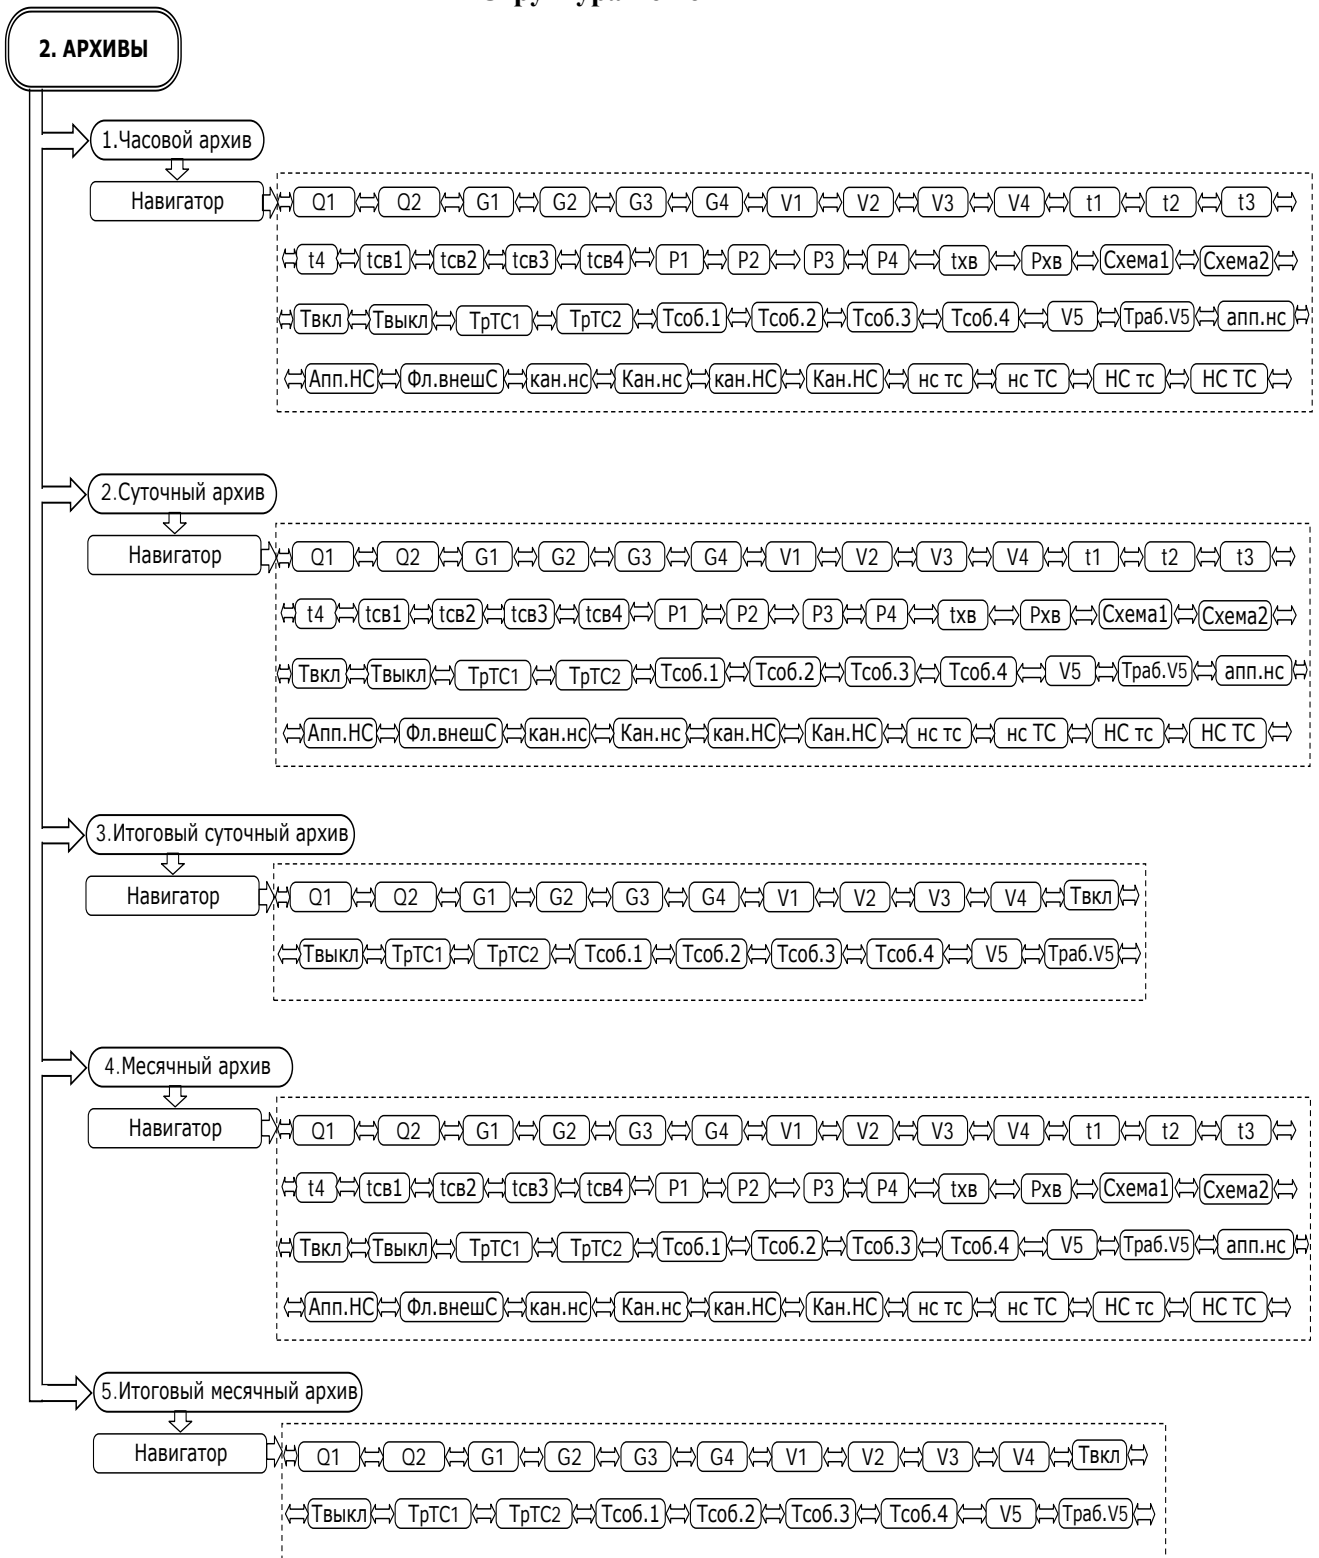 2. АРХИВЫ
1.Часовой архив
Навигатор
Q1 Q2 G1 G2 G3 G4 V1 V2 V3 V4 t1 t2 t3
t4 tсв1 tсв2 tсв3 tсв4 P1 P2 P3 P4 tхв Pхв Схема1 Схема2
Твкл Твыкл ТрТС1 ТрТС2 Тсоб.1 Тсоб.2 Тсоб.3 Тсоб.4 V5 Траб.V5 апп.нс
Апп.НС Фл.внешС кан.нс Кан.нс кан.НС Кан.НС нс тс нс ТС НС тс НС ТС
2.Суточный архив
Навигатор
Q1 Q2 G1 G2 G3 G4 V1 V2 V3 V4 t1 t2 t3
t4 tсв1 tсв2 tсв3 tсв4 P1 P2 P3 P4 tхв Pхв Схема1 Схема2
Твкл Твыкл ТрТС1 ТрТС2 Тсоб.1 Тсоб.2 Тсоб.3 Тсоб.4 V5 Траб.V5 апп.нс
Апп.НС Фл.внешС кан.нс Кан.нс кан.НС Кан.НС нс тс нс ТС НС тс НС ТС
3.Итоговый суточный архив
Навигатор
Q1 Q2 G1 G2 G3 G4 V1 V2 V3 V4 Твкл
Твыкл ТрТС1 ТрТС2 Тсоб.1 Тсоб.2 Тсоб.3 Тсоб.4 V5 Траб.V5
4.Месячный архив
Навигатор
Q1 Q2 G1 G2 G3 G4 V1 V2 V3 V4 t1 t2 t3
t4 tсв1 tсв2 tсв3 tсв4 P1 P2 P3 P4 tхв Pхв Схема1 Схема2
Твкл Твыкл ТрТС1 ТрТС2 Тсоб.1 Тсоб.2 Тсоб.3 Тсоб.4 V5 Траб.V5 апп.нс
Апп.НС Фл.внешС кан.нс Кан.нс кан.НС Кан.НС нс тс нс ТС НС тс НС ТС
5.Итоговый месячный архив
Навигатор
Q1 Q2 G1 G2 G3 G4 V1 V2 V3 V4 Твкл
Твыкл ТрТС1 ТрТС2 Тсоб.1 Тсоб.2 Тсоб.3 Тсоб.4 V5 Траб.V5